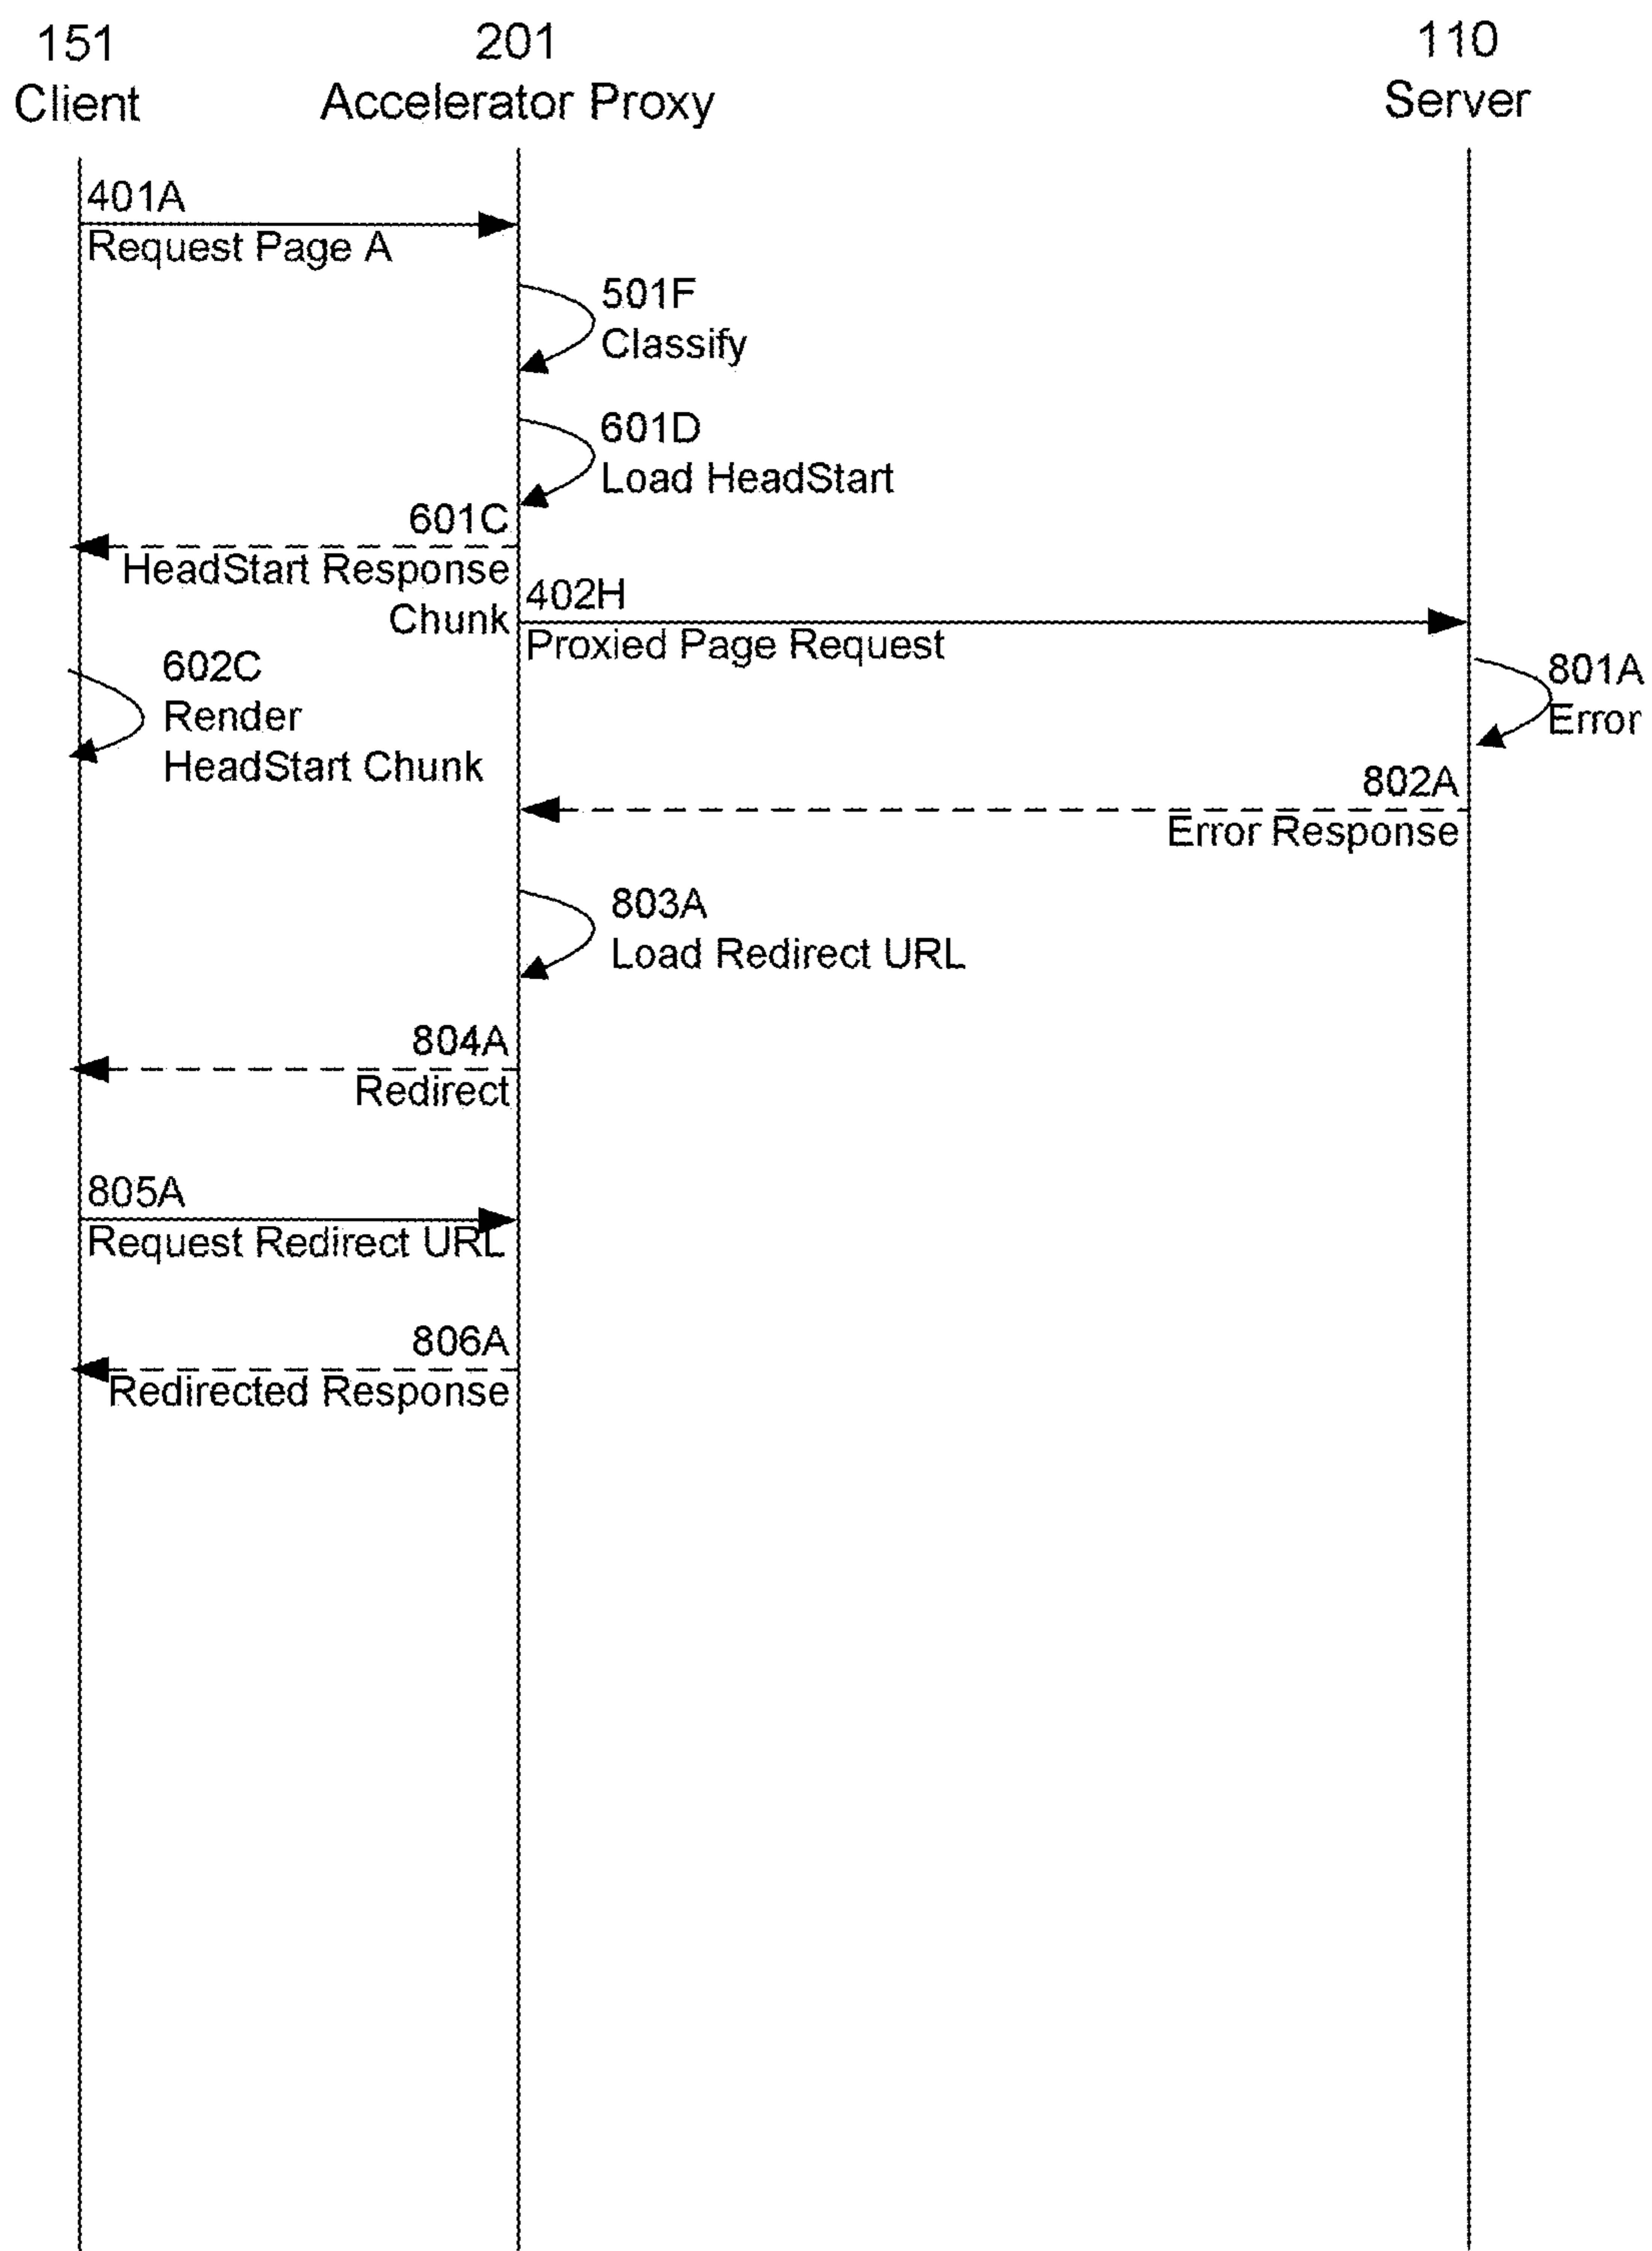 151
Client
201
Accelerator Proxy
110
Server
401A
Request Page A
501F
Classify
601D
Load HeadStart
601C
HeadStart Response
Chunk
402H
Proxied Page Request
602C
Render
HeadStart Chunk
801A
Error
802A
Error Response
803A
Load Redirect URL
804A
Redirect
805A
Request Redirect URL
806A
Redirected Response